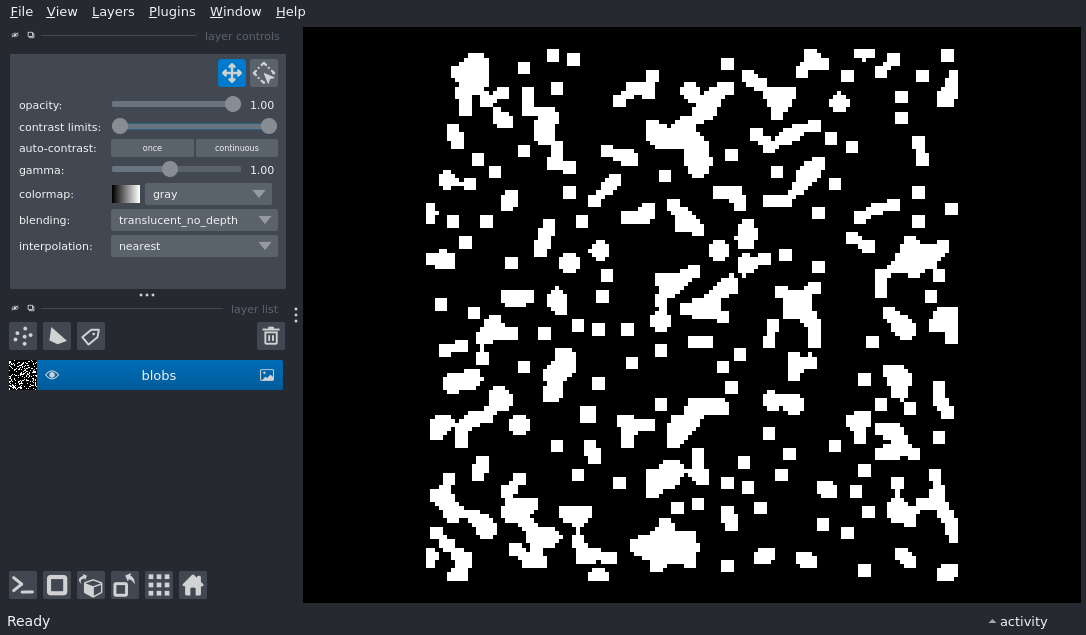 File View Layers Plugins Window Help
layer controls
opacity: 1.00
contrast limits:
auto-contrast: once continuous
gamma: 1.00
colormap: gray
blending: translucent_no_depth
interpolation: nearest
layer list
blobs
Ready activity